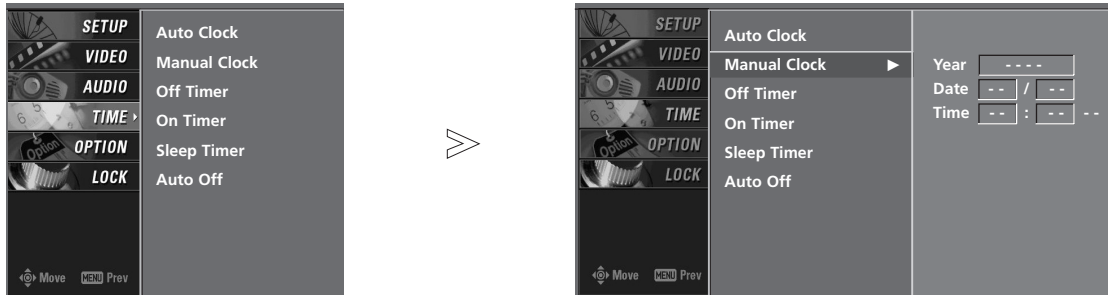 SETUP
VIDEO
AUDIO
TIME
OPTION
LOCK
Auto Clock
Manual Clock
Off Timer
On Timer
Sleep Timer
Auto Off
Move MENU Prev
SETUP
VIDEO
AUDIO
TIME
OPTION
LOCK
Auto Clock
Manual Clock ▶
Off Timer
On Timer
Sleep Timer
Auto Off
Year - - - -
Date - - / - -
Time - - : - - - -
Move MENU Prev